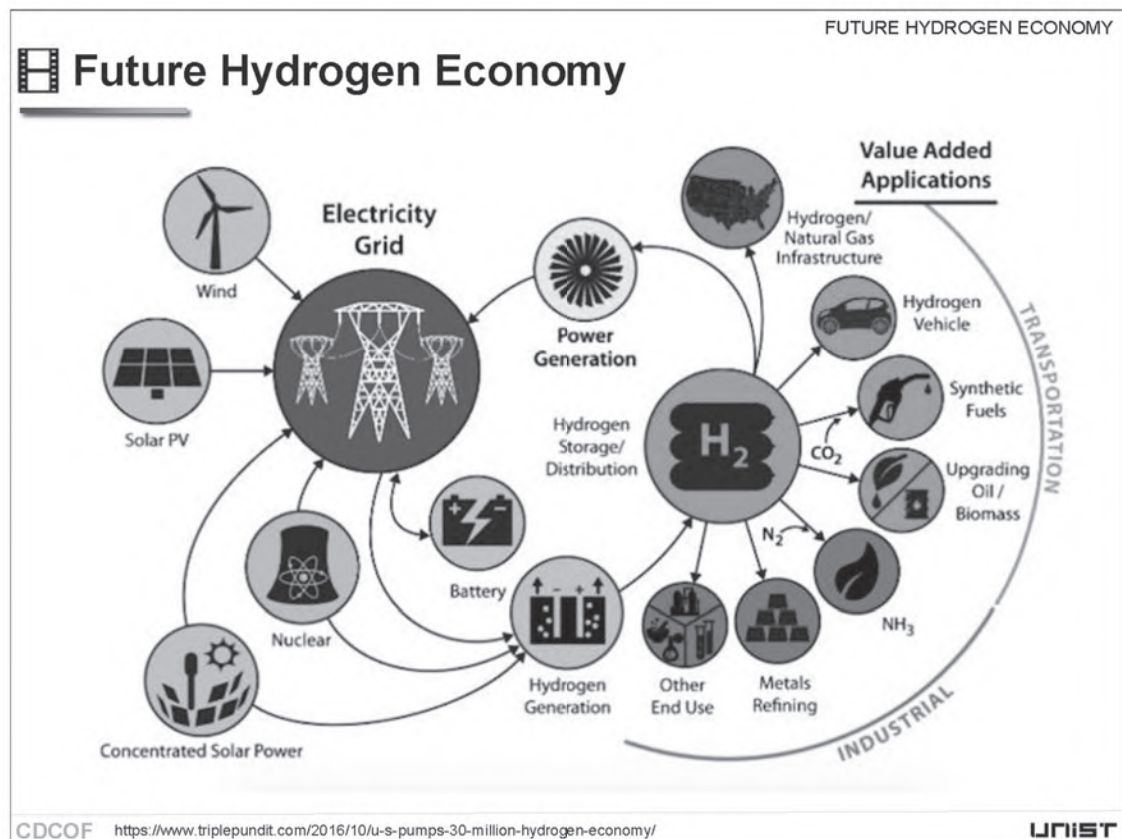 FUTURE HYDROGEN ECONOMY
Future Hydrogen Economy
Value Added
Applications
Electricity
Grid
Wind
Solar PV
Power
Generation
Hydrogen/
Natural Gas
Infrastructure
Hydrogen
Vehicle
Synthetic
Fuels
CO2
Hydrogen
Storage/
Distribution
H2
Upgrading
Oil /
Biomass
N2
NH3
TRANSPORTATION
Battery
+ -
Nuclear
- +
Hydrogen
Generation
Other
End Use
Metals
Refining
INDUSTRIAL
Concentrated Solar Power
CDCOF
https://www.triplepundit.com/2016/10/u-s-pumps-30-million-hydrogen-economy/
UNIST